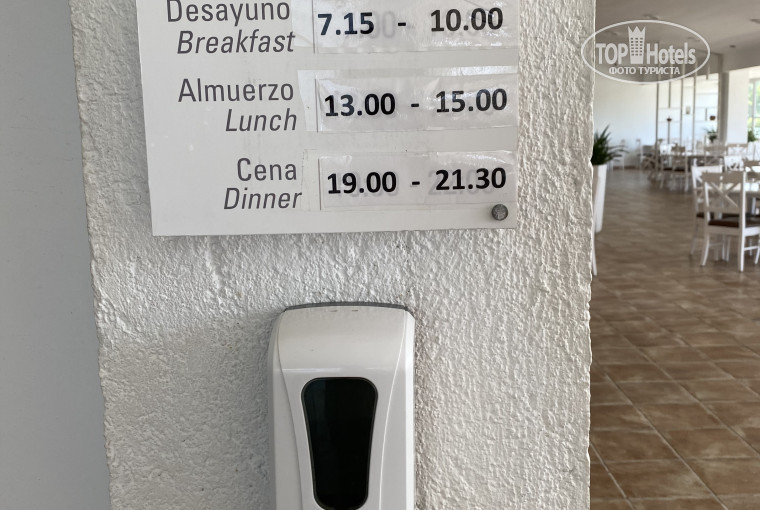 Desayuno 7.15 - 10.00
Breakfast
Almuerzo 13.00 - 15.00
Lunch
Cena 19.00 - 21.30
Dinner
TOP Hotels
ФОТО ТУРИСТА